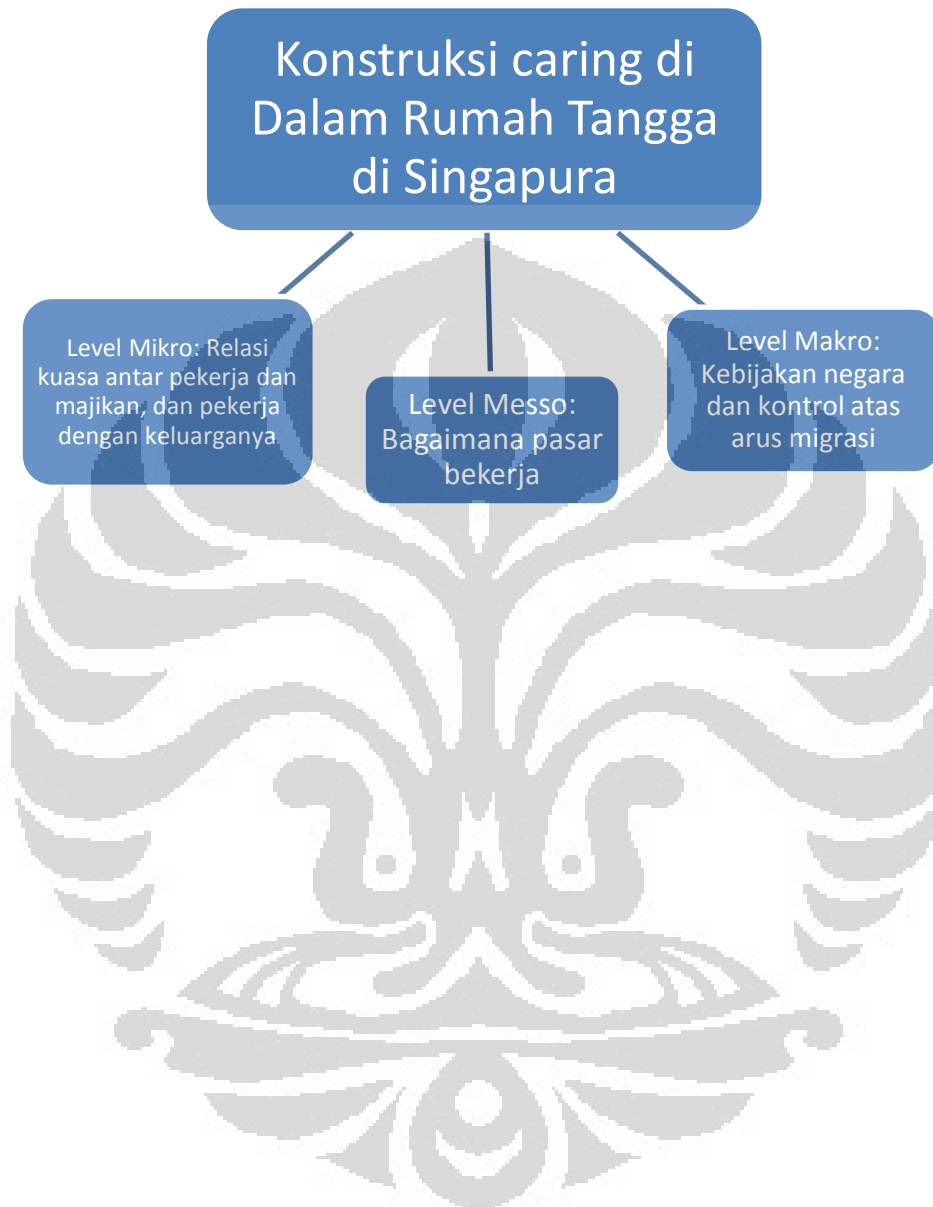 Konstruksi caring di
Dalam Rumah Tangga
di Singapura
Level Mikro: Relasi
kuasa antar pekerja dan
majikan, dan pekerja
dengan keluarganya
Level Messo:
Bagaimana pasar
bekerja
Level Makro:
Kebijakan negara
dan kontrol atas
arus migrasi